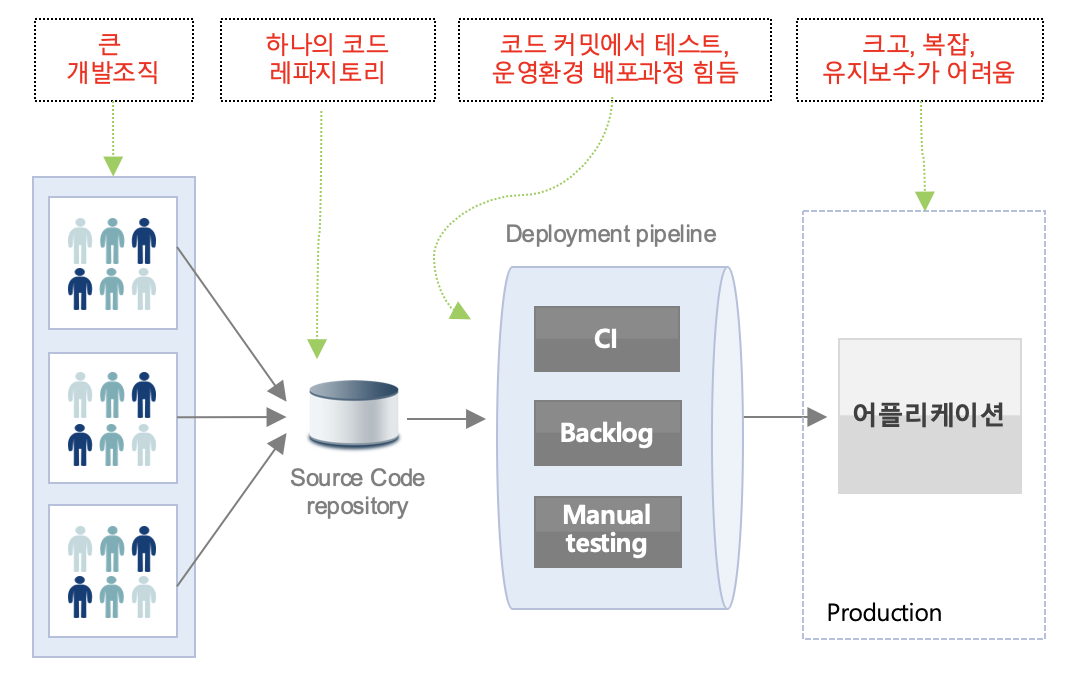 큰
개발조직
하나의 코드
레파지토리
코드 커밋에서 테스트,
운영환경 배포과정 힘듬
크고, 복잡,
유지보수가 어려움
Deployment pipeline
CI
Backlog
Manual
testing
Source Code
repository
어플리케이션
Production